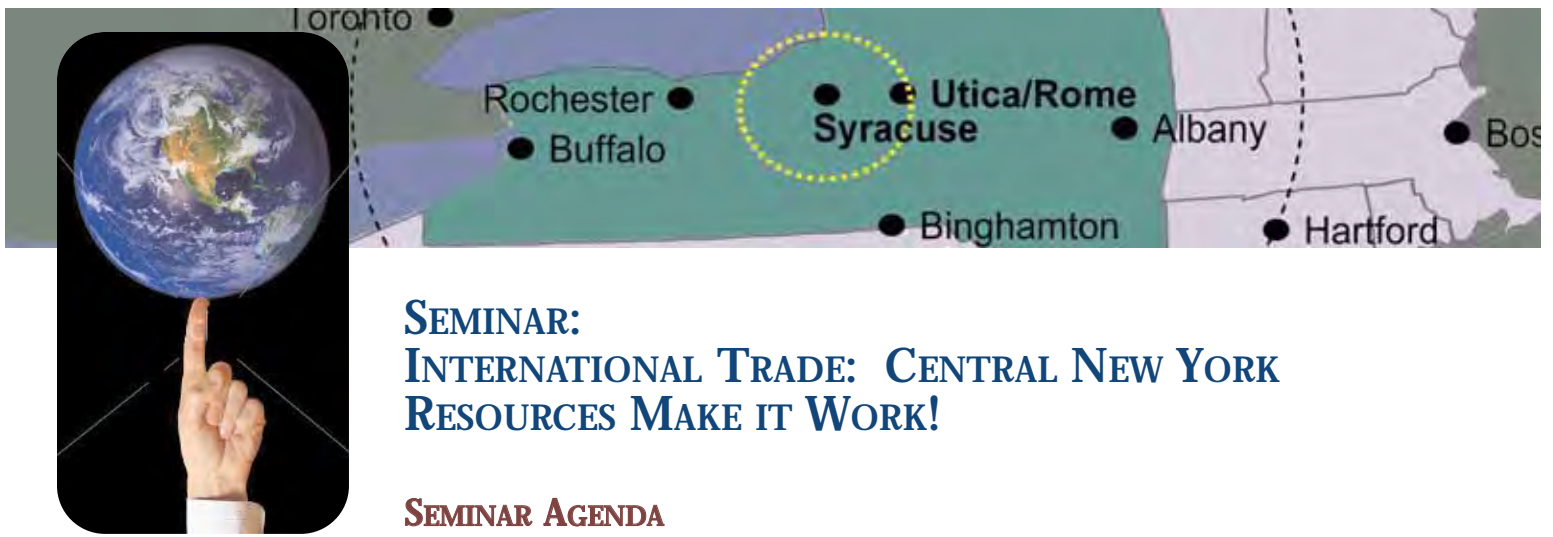 Toronto
Rochester
Utica/Rome
Syracuse
Albany
Bos
Buffalo
Binghamton
Hartford
SEMINAR:
INTERNATIONAL TRADE: CENTRAL NEW YORK
RESOURCES MAKE IT WORK!
SEMINAR AGENDA